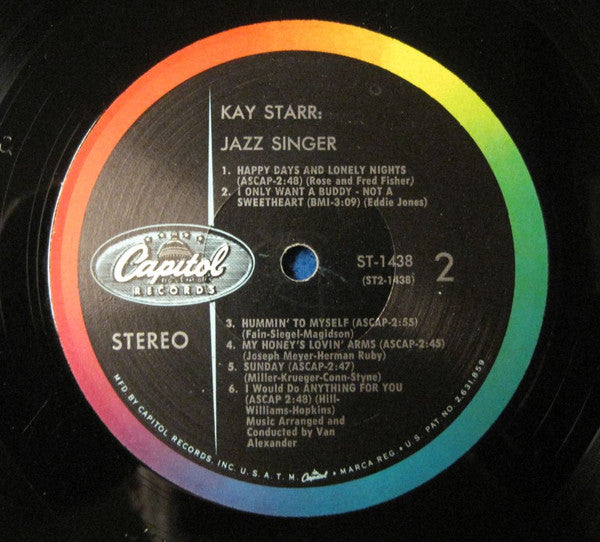 KAY STARR:
JAZZ SINGER
1. HAPPY DAYS AND LONELY NIGHTS
(ASCAP-2:48) (Rose and Fred Fisher)
2. I ONLY WANT A BUDDY - NOT A
SWEETHEART (BMI-3:09) (Eddie Jones)
Capitol
RECORDS
ST-1438
(ST2-1438)
2
STEREO
3. HUMMIN' TO MYSELF (ASCAP-2:55)
(Fain-Siegel-Magidson)
4. MY HONEY'S LOVIN' ARMS (ASCAP-2:45)
(Joseph Meyer-Herman Ruby)
5. SUNDAY (ASCAP-2:47)
(Miller-Krueger-Conn-Styne)
6. I Would Do ANYTHING FOR YOU
(ASCAP 2:48) (Hill-
Williams-Hopkins)
Music Arranged and
Conducted by Van
Alexander
MFD. BY CAPITOL RECORDS, INC. U. S. A. T. M. Capitol • MARCA REG. • U. S. PAT. NO. 2,631,859